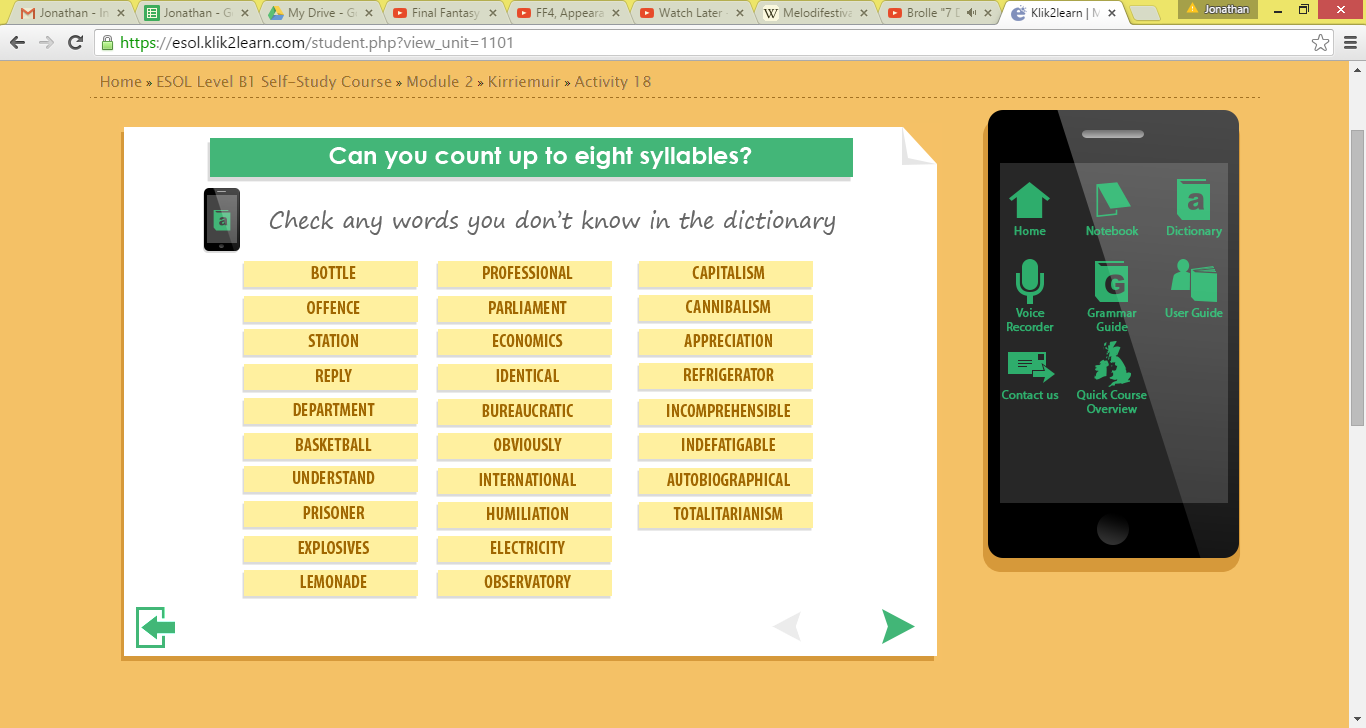 Jonathan - In
Jonathan - G
My Drive - G
Final Fantasy
FF4, Appeara
Watch Later -
W Melodifestiva
Brolle "7 D
Klik2learn | M
Jonathan
https://esol.klik2learn.com/student.php?view_unit=1101
Home » ESOL Level B1 Self-Study Course » Module 2 » Kirriemuir » Activity 18
Can you count up to eight syllables?
a
Check any words you don't know in the dictionary
BOTTLE
OFFENCE
STATION
REPLY
DEPARTMENT
BASKETBALL
UNDERSTAND
PRISONER
EXPLOSIVES
LEMONADE
PROFESSIONAL
PARLIAMENT
ECONOMICS
IDENTICAL
BUREAUCRATIC
OBVIOUSLY
INTERNATIONAL
HUMILIATION
ELECTRICITY
OBSERVATORY
CAPITALISM
CANNIBALISM
APPRECIATION
REFRIGERATOR
INCOMPREHENSIBLE
INDEFATIGABLE
AUTOBIOGRAPHICAL
TOTALITARIANISM
Home
Notebook
a
Dictionary
Voice
Recorder
G
Grammar
Guide
User Guide
Contact us
Quick Course
Overview